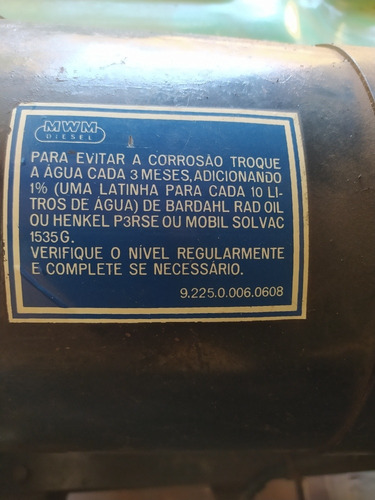 MWM
DIESEL
PARA EVITAR A CORROSÃO TROQUE
A ÁGUA CADA 3 MESES, ADICIONANDO
1% (UMA LATINHA PARA CADA 10 LI-
TROS DE ÁGUA) DE BARDAHL RAD OIL
OU HENKEL P3RSE OU MOBIL SOLVAC
1535 G.
VERIFIQUE O NÍVEL REGULARMENTE
E COMPLETE SE NECESSÁRIO.
9.225.0.006.0608